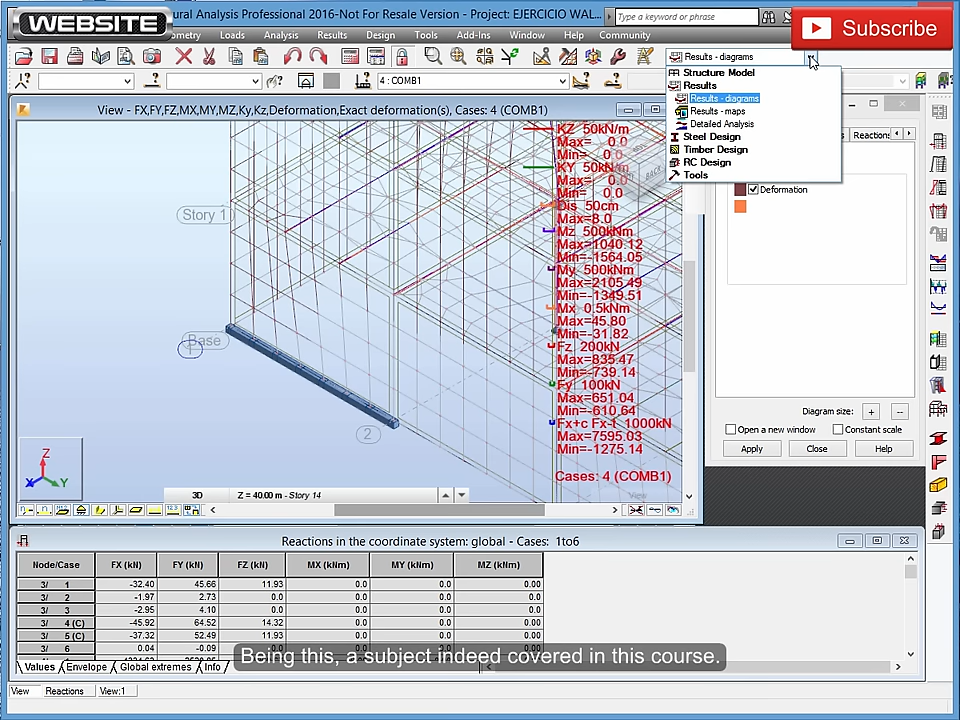 WEBSITE
ural Analysis Professional 2016-Not For Resale Version - Project: EJERCICIO WAL...
Type a keyword or phrase
Subscribe
ometry Loads Analysis Results Design Tools Add-Ins Window Help Community
Results - diagrams
4 : COMB1
Structure Model
Results
Results - diagrams
Results - maps
Detailed Analysis
Steel Design
Timber Design
RC Design
Tools
View - FX,FY,FZ,MX,MY,MZ,Ky,Kz,Deformation,Exact deformation(s), Cases: 4 (COMB1)
s Reactions
Deformation
BACK
KZ 50kN/m
Max= 0.0
Min= 0.0
KY 50kN/m
Max= 0.0
Min= 0.0
Dis 50cm
Max=8.0
Mz 500kNm
Max=1040.12
Min=-1564.05
My 500kNm
Max=2105.49
Min=-1349.51
Mx 0.5kNm
Max=45.80
Min=-31.82
Fz 200kN
Max=835.47
Min=-739.14
Fy 100kN
Max=651.04
Min=-610.64
Fx+c Fx-t 1000kN
Max=7595.03
Min=-1275.14
Cases: 4 (COMB1)
Story 1
Base
1
2
Z
X
Y
3D
Z = 40.00 m - Story 14
View
Diagram size: + --
Open a new window Constant scale
Apply Close Help
Reactions in the coordinate system: global - Cases: 1to6
Node/Case FX (kN) FY (kN) FZ (kN) MX (kNm) MY (kNm) MZ (kNm)
3/ 1 -32.40 45.66 11.93 0.0 0.0 0.00
3/ 2 -1.97 2.73 0.0 0.0 0.0 0.00
3/ 3 -2.95 4.10 0.0 0.0 0.0 0.00
3/ 4 (C) -45.92 64.52 14.32 0.0 0.0 0.00
3/ 5 (C) -37.32 52.49 11.93 0.0 0.0 0.00
3/ 6 0.04 -0.09
Being this, a subject indeed covered in this course.
Values Envelope Global extremes Info
View Reactions View:1